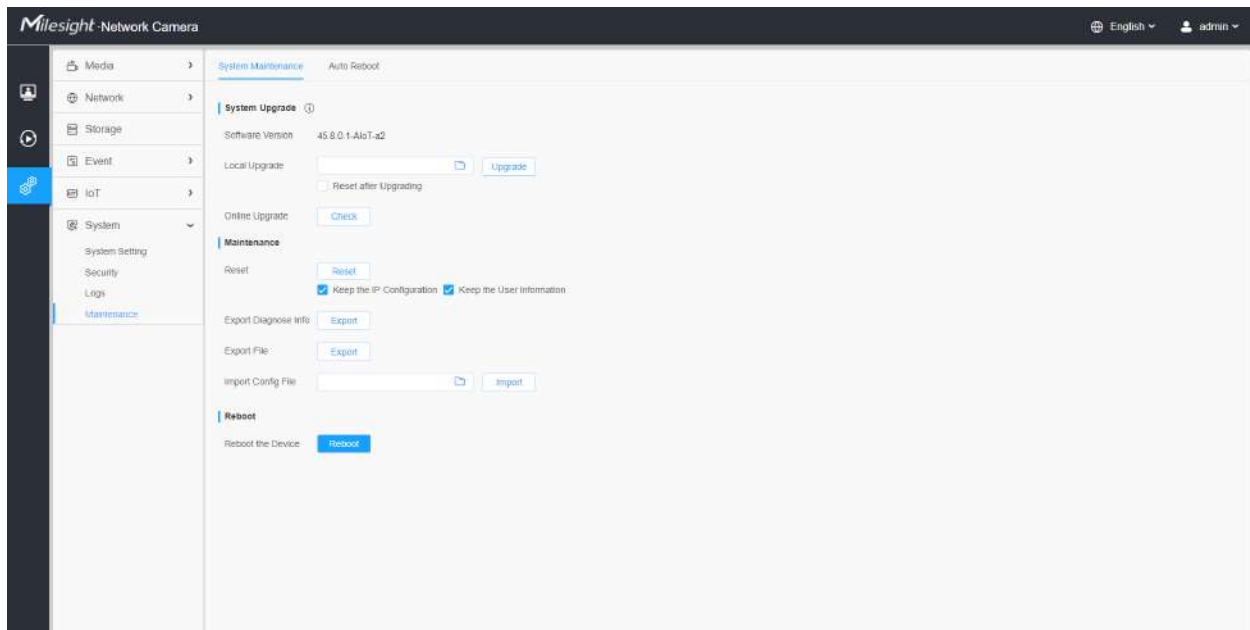 Milesight Network Camera
English
admin
Media
Network
Storage
Event
IoT
System
System Setting
Security
Logs
Maintenance
System Maintenance Auto Reboot
System Upgrade
Software Version 45.8.0.1-AIoT-a2
Local Upgrade Upgrade
Reset after Upgrading
Online Upgrade Check
Maintenance
Reset Reset
Keep the IP Configuration Keep the User Information
Export Diagnose Info Export
Export File Export
Import Config File Import
Reboot
Reboot the Device Reboot